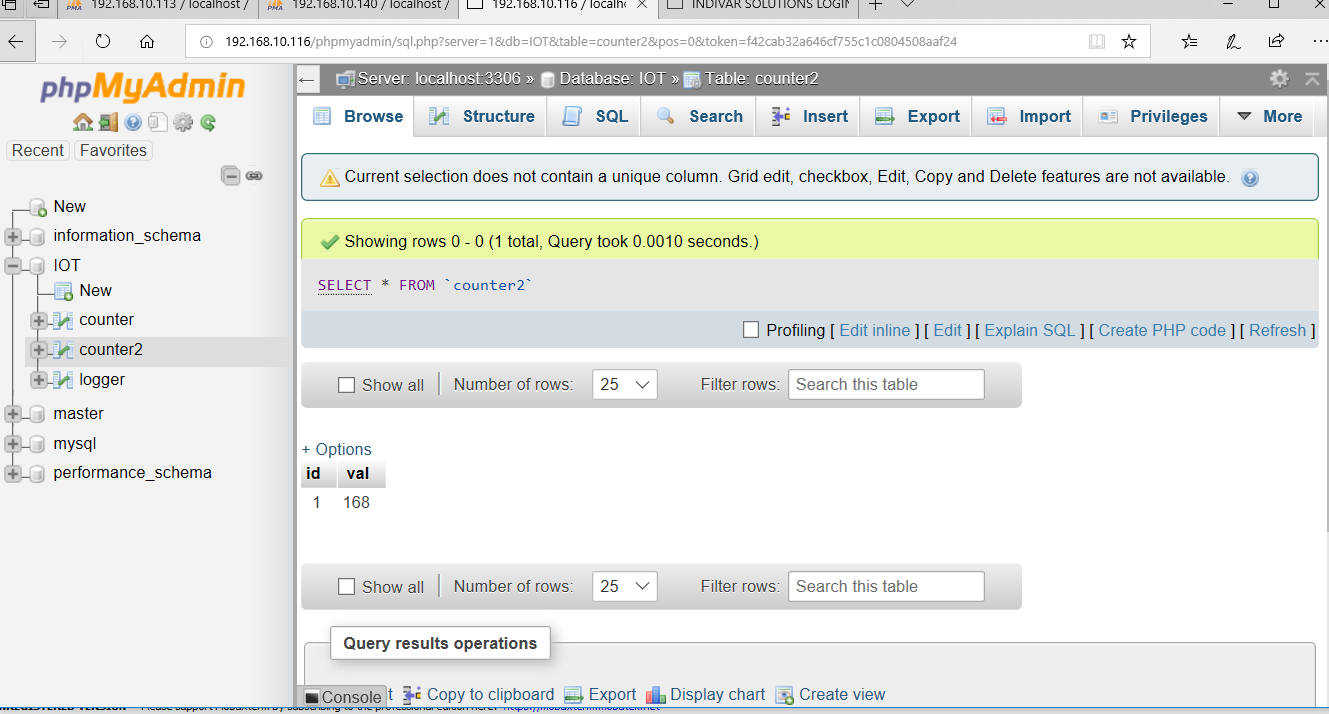 192.168.10.113 / localhost / 192.168.10.140 / localhost / 192.168.10.116 / localh INDIVAR SOLUTIONS LOGIN
192.168.10.116/phpmyadmin/sql.php?server=1&db=IOT&table=counter2&pos=0&token=f42cab32a646cf755c1c0804508aaf24
phpMyAdmin
Recent Favorites
New
information_schema
IOT
New
counter
counter2
logger
master
mysql
performance_schema
Server: localhost:3306 » Database: IOT » Table: counter2
Browse Structure SQL Search Insert Export Import Privileges More
Current selection does not contain a unique column. Grid edit, checkbox, Edit, Copy and Delete features are not available.
Showing rows 0 - 0 (1 total, Query took 0.0010 seconds.)
SELECT * FROM `counter2`
Profiling [ Edit inline ] [ Edit ] [ Explain SQL ] [ Create PHP code ] [ Refresh ]
Show all Number of rows: 25 Filter rows: Search this table
+ Options
id val
1 168
Show all Number of rows: 25 Filter rows: Search this table
Query results operations
Console t Copy to clipboard Export Display chart Create view